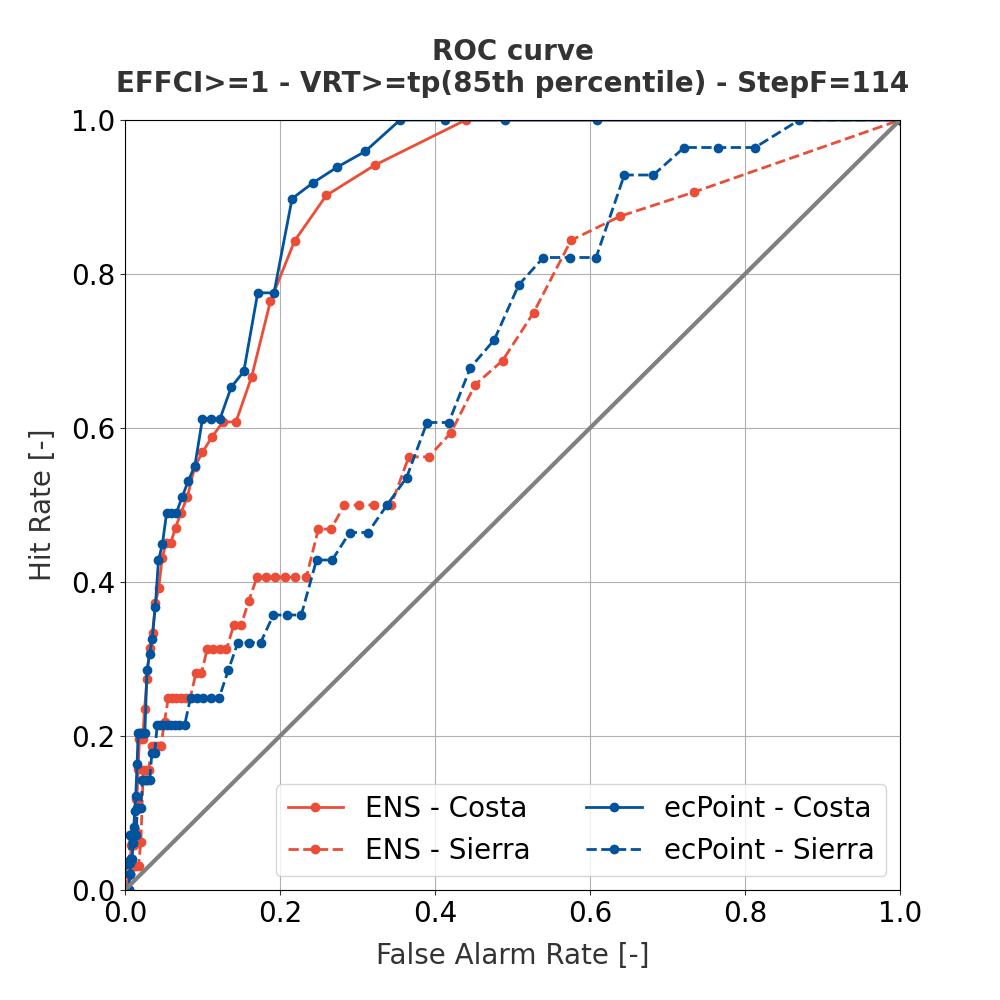 ROC curve
EFFCI>=1 - VRT>=tp(85th percentile) - StepF=114
1.0
0.8
0.6
0.4
0.2
0.0
Hit Rate [-]
0.0 0.2 0.4 0.6 0.8 1.0
False Alarm Rate [-]
ENS - Costa ecPoint - Costa
ENS - Sierra ecPoint - Sierra